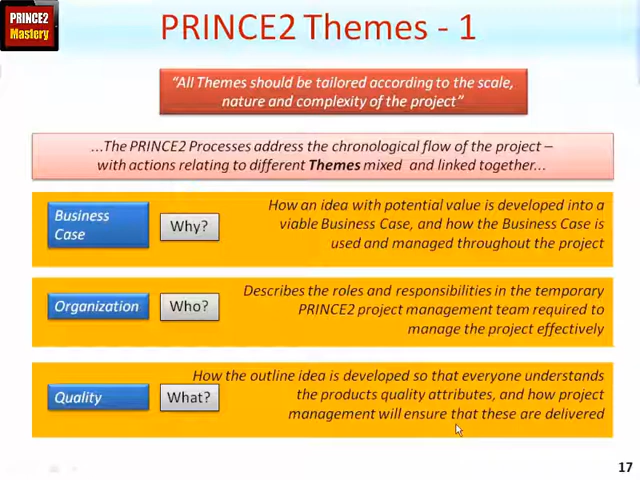 PRINCE2
Mastery
PRINCE2 Themes - 1
“All Themes should be tailored according to the scale,
nature and complexity of the project”
...The PRINCE2 Processes address the chronological flow of the project –
with actions relating to different Themes mixed and linked together...
Business
Case
Why?
How an idea with potential value is developed into a
viable Business Case, and how the Business Case is
used and managed throughout the project
Organization
Who?
Describes the roles and responsibilities in the temporary
PRINCE2 project management team required to
manage the project effectively
Quality
What?
How the outline idea is developed so that everyone understands
the products quality attributes, and how project
management will ensure that these are delivered
17